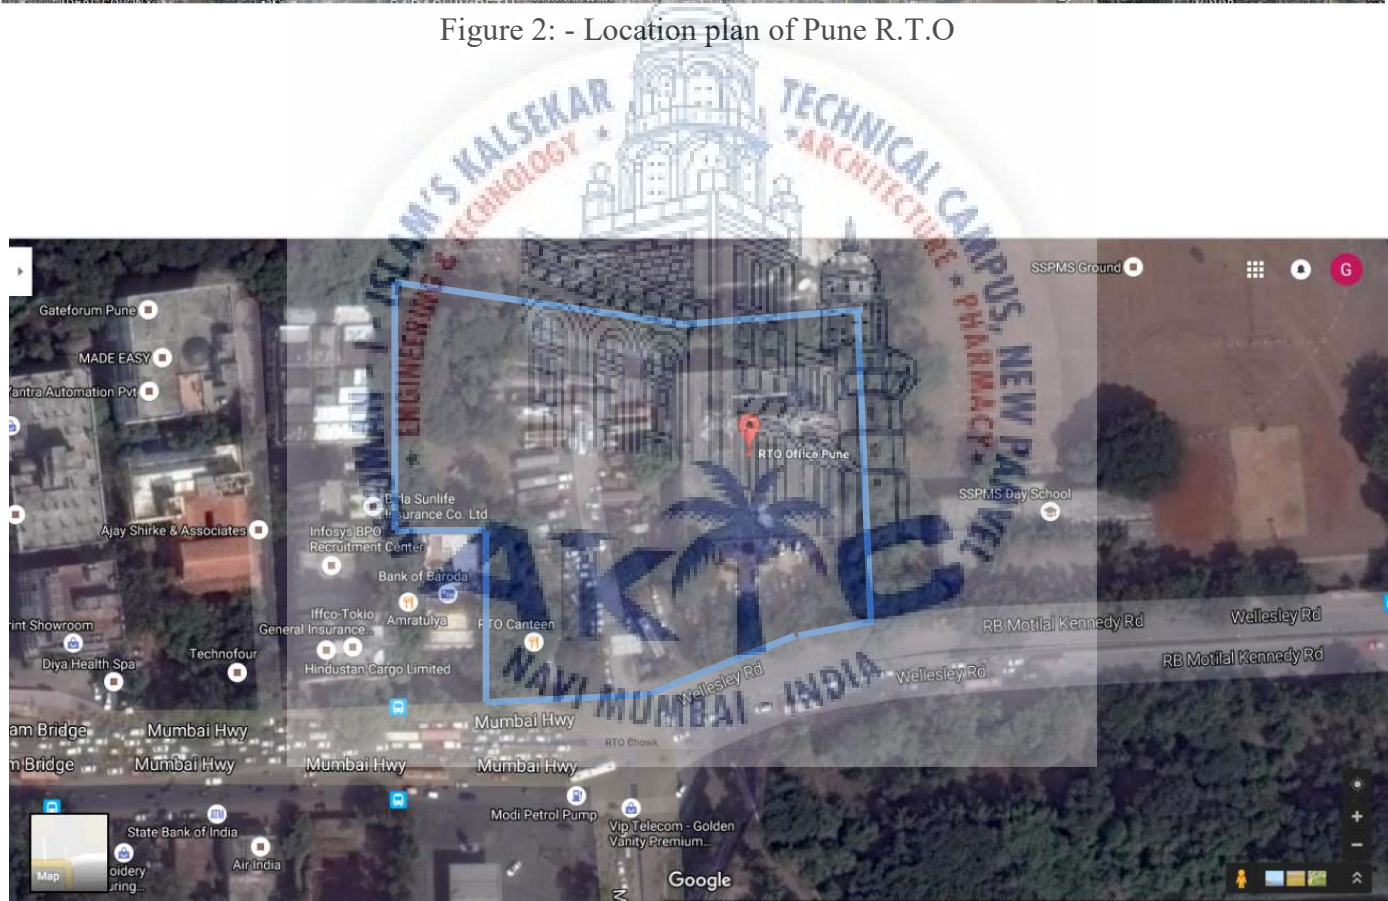 Figure 2: - Location plan of Pune R.T.O
KALSEKAR TECHNICAL CAMPUS, NEW PANVEL
ENGINEERING & TECHNOLOGY * ARCHITECTURE * PHARMACY
SSPMS Ground
G
Gateforum Pune
MADE EASY
Yantra Automation Pvt
RTO Office Pune
Birla Sunlife
Insurance Co. Ltd
SSPMS Day School
Ajay Shirke & Associates
Infosys BPO
Recruitment Center
Bank of Baroda
AKTC
Iffco-Tokio
General Insurance...
Amratulya
RTO Canteen
RB Motilal Kennedy Rd
Wellesley Rd
int Showroom
Diya Health Spa
Technofour
Hindustan Cargo Limited
RB Motilal Kennedy Rd
Wellesley Rd
Wellesley Rd
NAVI MUMBAI INDIA
am Bridge
Mumbai Hwy
Mumbai Hwy
RTO Chowk
m Bridge
Mumbai Hwy
Mumbai Hwy
Mumbai Hwy
Modi Petrol Pump
ATM
State Bank of India
Vip Telecom - Golden
Vanity Premium...
Air India
oidery
uring...
Map
Google
M